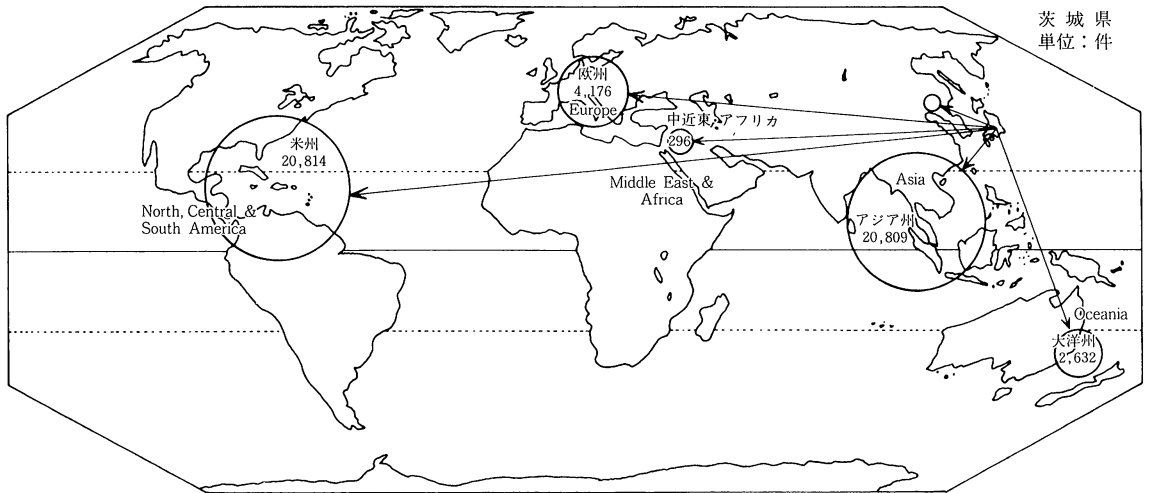 茨城県
単位：件
欧州
4,176
Europe
中近東・アフリカ
296
Middle East &
Africa
米州
20,814
North, Central &
South America
Asia
アジア州
20,809
Oceania
大洋州
2,632